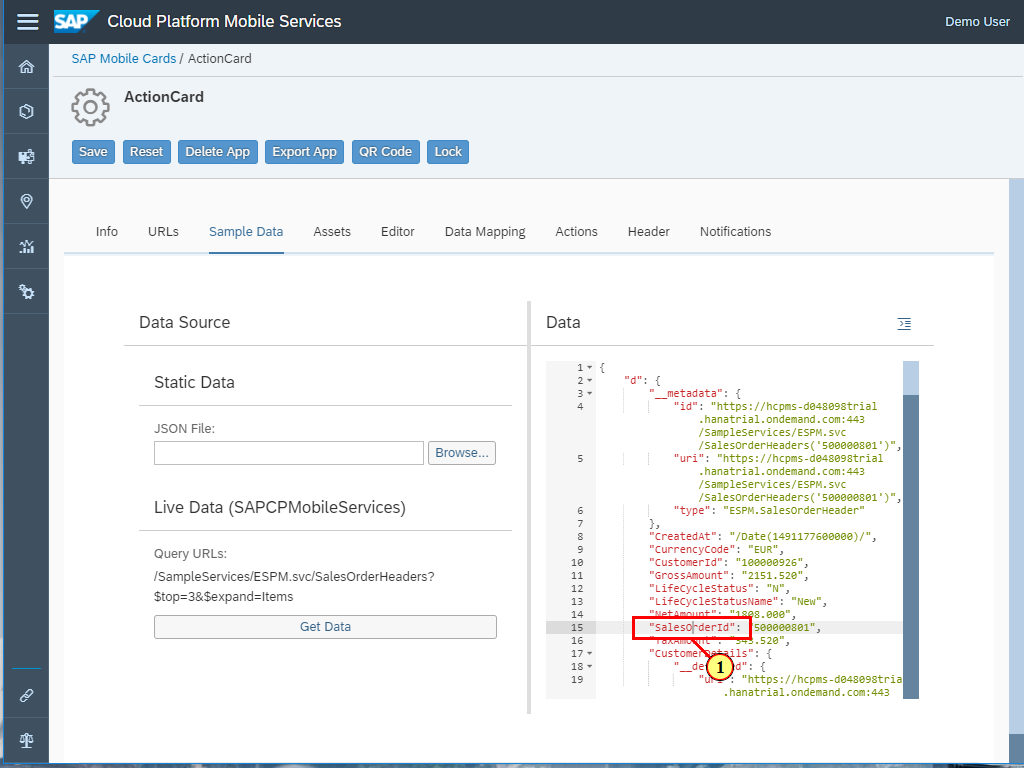 SAP Cloud Platform Mobile Services
Demo User
SAP Mobile Cards / ActionCard
ActionCard
Save Reset Delete App Export App QR Code Lock
Info URLs Sample Data Assets Editor Data Mapping Actions Header Notifications
Data Source
Static Data
JSON File:
Browse...
Live Data (SAPCPMobileServices)
Query URLs:
/SampleServices/ESPM.svc/SalesOrderHeaders?
$top=3&$expand=Items
Get Data
Data
1 {
2 "d": {
3 "__metadata": {
4 "id": "https://hcpms-d048098trial
.hanatrial.ondemand.com:443
/SampleServices/ESPM.svc
/SalesOrderHeaders('500000801')",
5 "uri": "https://hcpms-d048098trial
.hanatrial.ondemand.com:443
/SampleServices/ESPM.svc
/SalesOrderHeaders('500000801')",
6 "type": "ESPM.SalesOrderHeader"
7 },
8 "CreatedAt": "/Date(1491177600000)/",
9 "CurrencyCode": "EUR",
10 "CustomerId": "100000926",
11 "GrossAmount": "2151.520",
12 "LifeCycleStatus": "N",
13 "LifeCycleStatusName": "New",
14 "NetAmount": "1808.000",
15 "SalesOrderId": "500000801",
16 "TaxAmount": "343.520",
17 "CustomerDetails": {
18 {
19 "uri": "https://hcpms-d048098tria
.hanatrial.ondemand.com:443
1